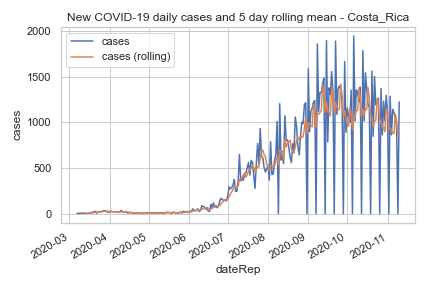 New COVID-19 daily cases and 5 day rolling mean - Costa_Rica
cases
cases (rolling)
2000
1500
1000
500
0
cases
2020-03
2020-04
2020-05
2020-06
2020-07
2020-08
2020-09
2020-10
2020-11
dateRep